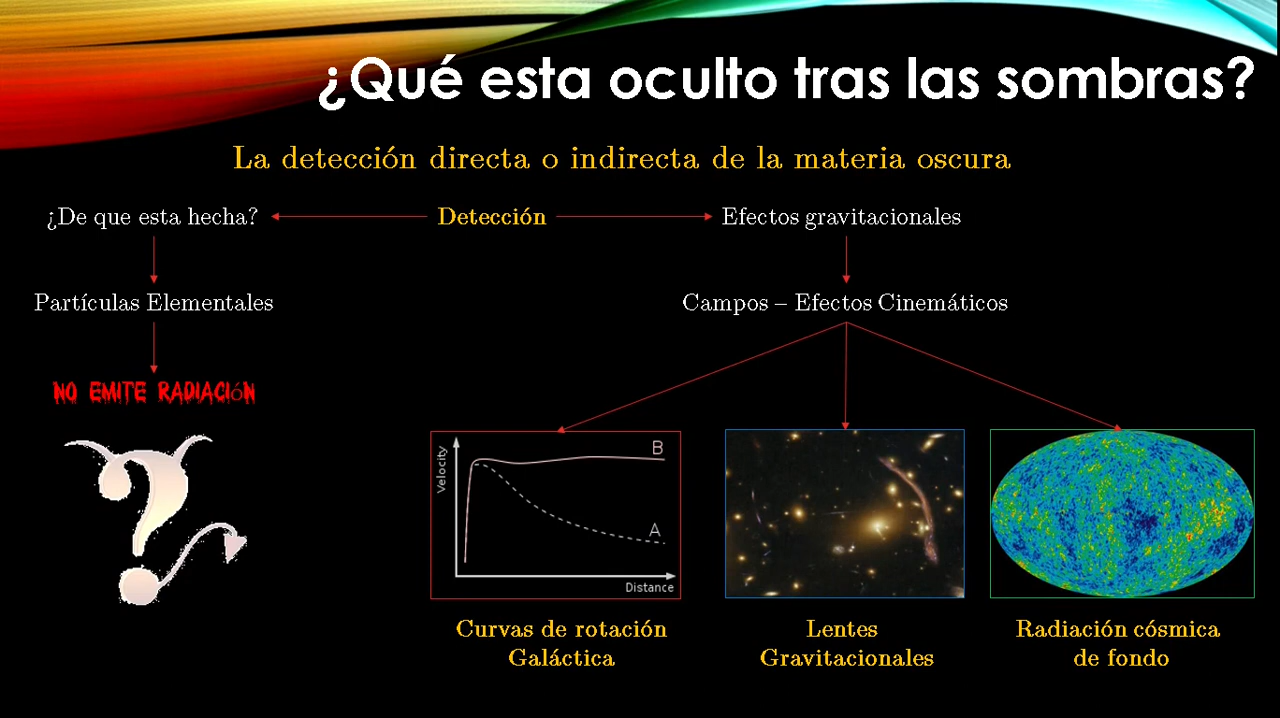 ¿Qué esta oculto tras las sombras?
La detección directa o indirecta de la materia oscura
¿De que esta hecha?
Detección
Efectos gravitacionales
Partículas Elementales
Campos – Efectos Cinemáticos
NO EMITE RADIACIóN
Velocity
B
A
Distance
Curvas de rotación
Galáctica
Lentes
Gravitacionales
Radiación cósmica
de fondo